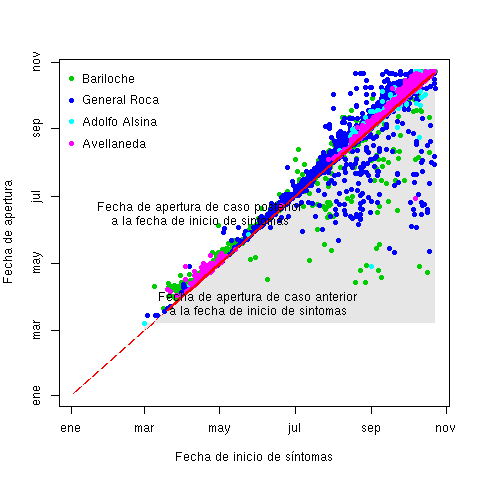 Bariloche
General Roca
Adolfo Alsina
Avellaneda
Fecha de apertura de caso posterior
a la fecha de inicio de síntomas
Fecha de apertura de caso anterior
a la fecha de inicio de sintomas
Fecha de apertura
nov
sep
jul
may
mar
ene
ene
mar
may
jul
sep
nov
Fecha de inicio de síntomas